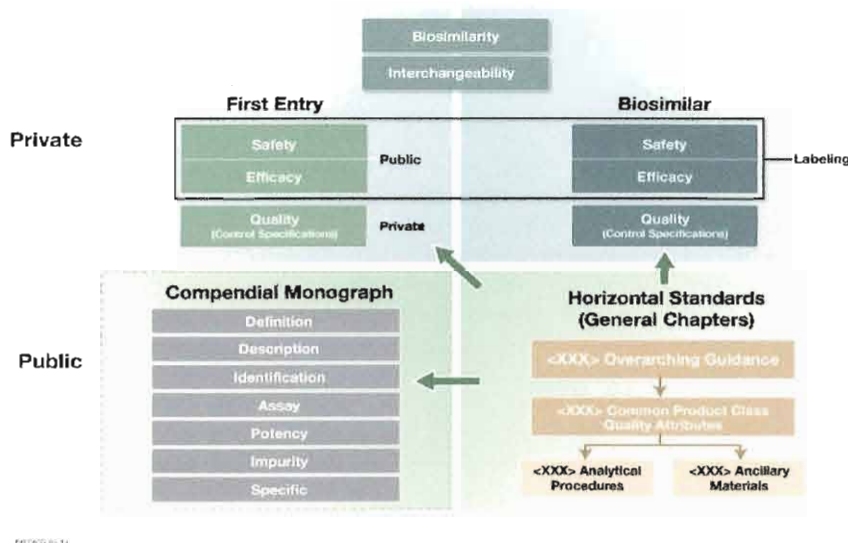 Biosimilarity
Interchangeability
First Entry
Biosimilar
Private
Safety
Efficacy
Public
Safety
Efficacy
Labeling
Quality
(Control Specifications)
Private
Quality
(Control Specifications)
Compendial Monograph
Definition
Description
Identification
Assay
Potency
Impurity
Specific
Public
Horizontal Standards
(General Chapters)
<XXX> Overarching Guidance
<XXX> Common Product Class
Quality Attributes
<XXX> Analytical
Procedures
<XXX> Ancillary
Materials